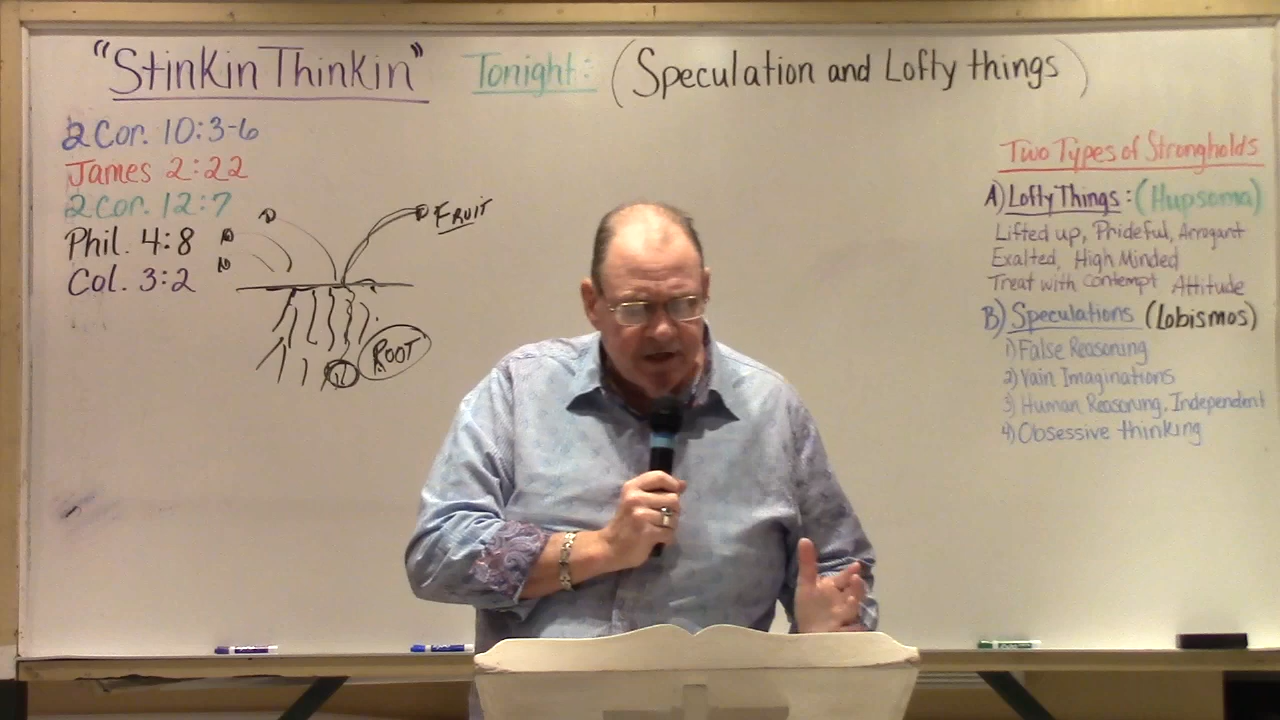 "Stinkin Thinkin" Tonight: (Speculation and Lofty things)
2 Cor. 10:3-6
James 2:22
2 Cor. 12:7
Phil. 4:8
Col. 3:2
FRUIT
ROOT
Two Types of Strongholds
A) Lofty Things: (Hupsoma)
Lifted up, Prideful, Arrogant
Exalted, High Minded
Treat with contempt Attitude
B) Speculations (Lobismos)
1) False Reasoning
2) Vain Imaginations
3) Human Reasoning, Independent
4) Obsessive thinking